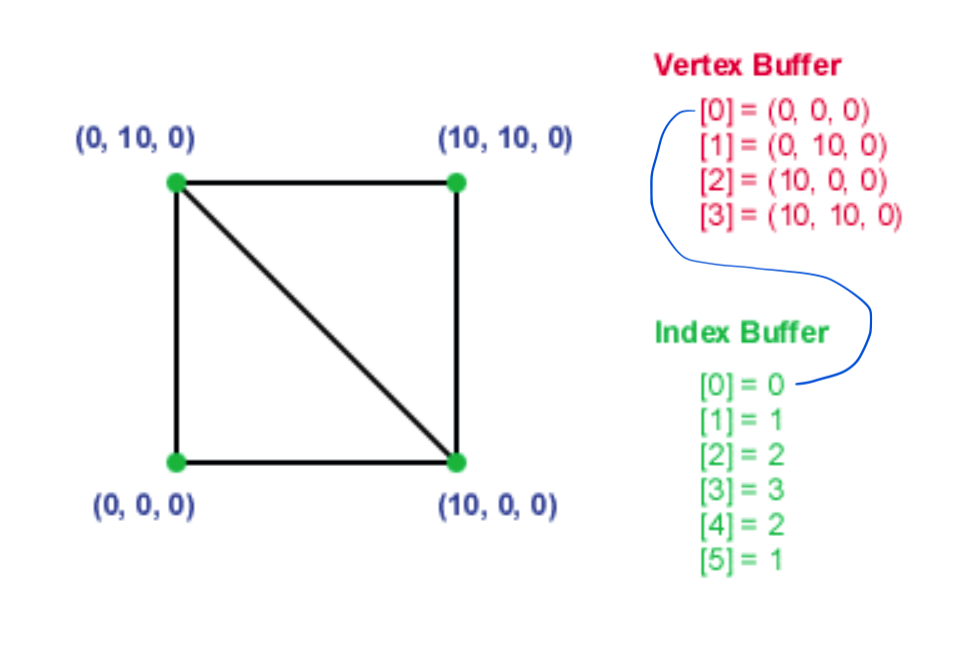 (0, 10, 0)
(10, 10, 0)
(0, 0, 0)
(10, 0, 0)
Vertex Buffer
[0] = (0, 0, 0)
[1] = (0, 10, 0)
[2] = (10, 0, 0)
[3] = (10, 10, 0)
Index Buffer
[0] = 0
[1] = 1
[2] = 2
[3] = 3
[4] = 2
[5] = 1